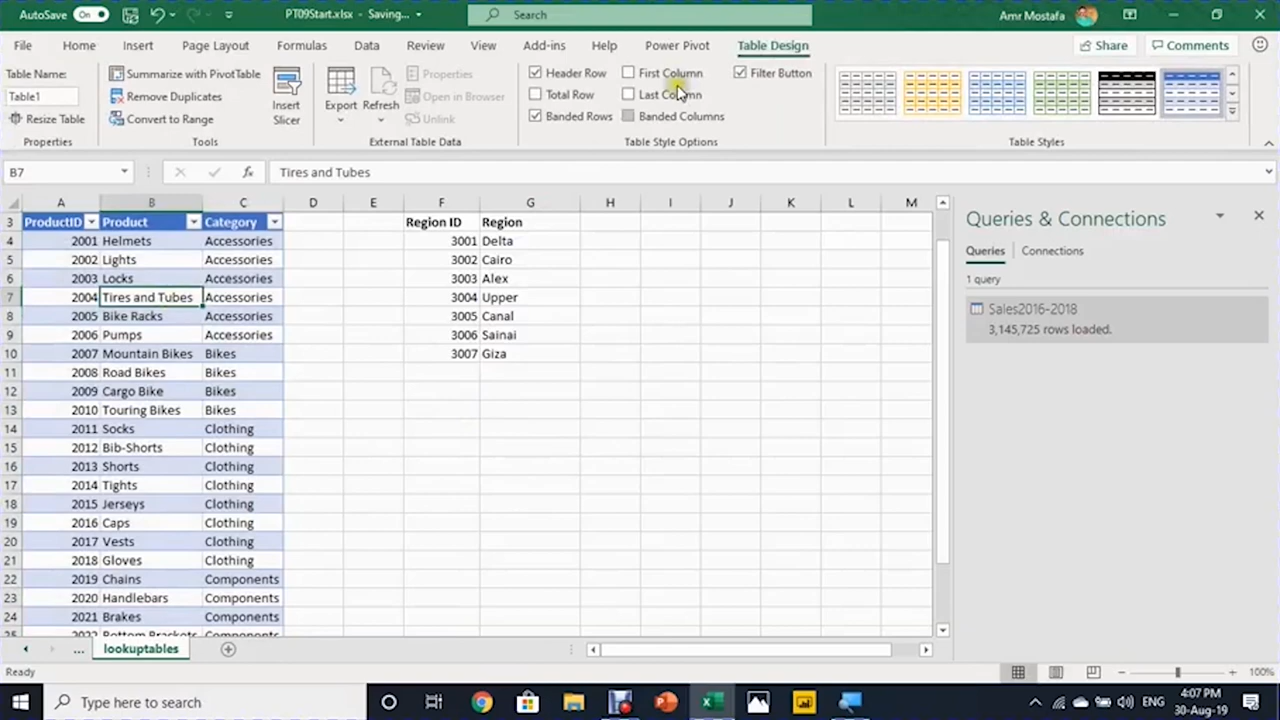 AutoSave On PT09Start.xlsx - Saving... Search Amr Mostafa
File Home Insert Page Layout Formulas Data Review View Add-ins Help Power Pivot Table Design Share Comments
Table Name:
Table1
Resize Table
Properties
Summarize with PivotTable
Remove Duplicates
Convert to Range
Tools
Insert
Slicer
Export
Refresh
Properties
Open in Browser
Unlink
External Table Data
Header Row
First Column
Filter Button
Total Row
Last Column
Banded Rows
Banded Columns
Table Style Options
Table Styles
B7
fx
Tires and Tubes
A B C D E F G H I J K L M
3 ProductID Product Category Region ID Region
4 2001 Helmets Accessories 3001 Delta
5 2002 Lights Accessories 3002 Cairo
6 2003 Locks Accessories 3003 Alex
7 2004 Tires and Tubes Accessories 3004 Upper
8 2005 Bike Racks Accessories 3005 Canal
9 2006 Pumps Accessories 3006 Sainai
10 2007 Mountain Bikes Bikes 3007 Giza
11 2008 Road Bikes Bikes
12 2009 Cargo Bike Bikes
13 2010 Touring Bikes Bikes
14 2011 Socks Clothing
15 2012 Bib-Shorts Clothing
16 2013 Shorts Clothing
17 2014 Tights Clothing
18 2015 Jerseys Clothing
19 2016 Caps Clothing
20 2017 Vests Clothing
21 2018 Gloves Clothing
22 2019 Chains Components
23 2020 Handlebars Components
24 2021 Brakes Components
25 2022 Bottom Brackets Components
Queries & Connections
Queries Connections
1 query
Sales2016-2018
3,145,725 rows loaded.
... lookuptables
Ready
100%
Type here to search
ENG
4:07 PM
30-Aug-19